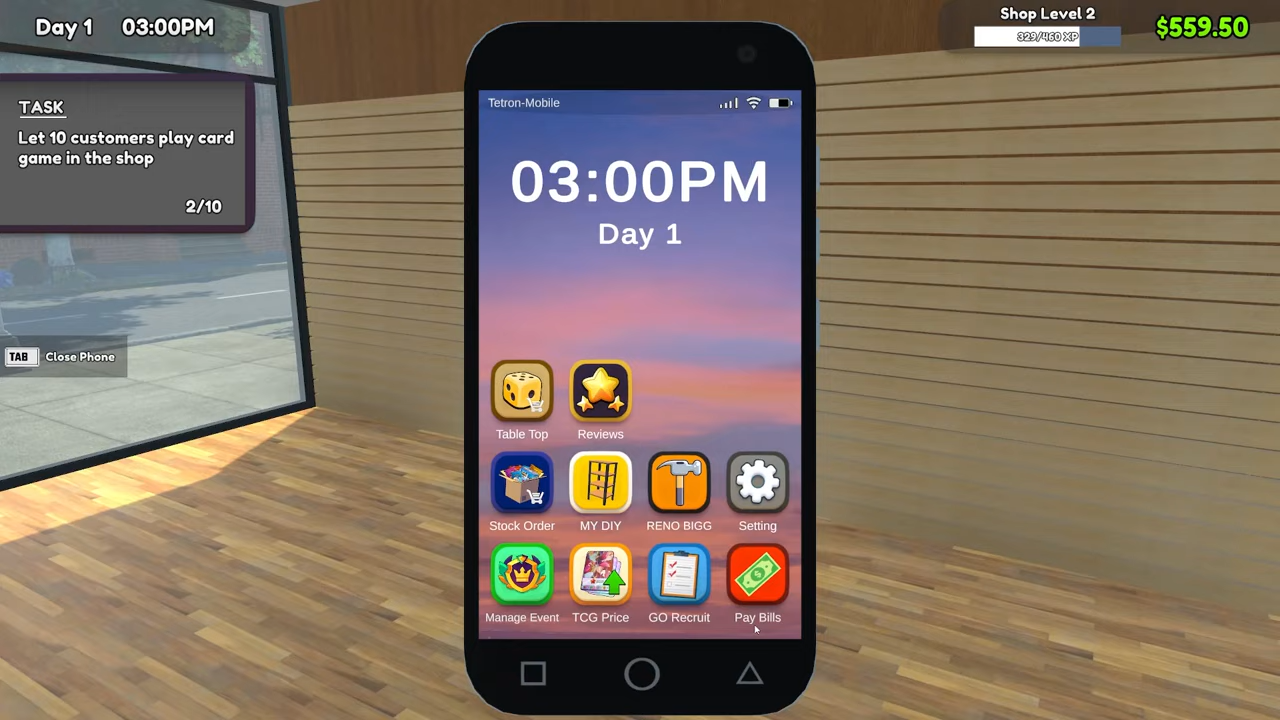 Day 1 03:00PM
Shop Level 2
329/460 XP
$559.50
TASK
Let 10 customers play card
game in the shop
2/10
TAB Close Phone
Tetron-Mobile
03:00PM
Day 1
Table Top Reviews
Stock Order MY DIY RENO BIGG Setting
Manage Event TCG Price GO Recruit Pay Bills